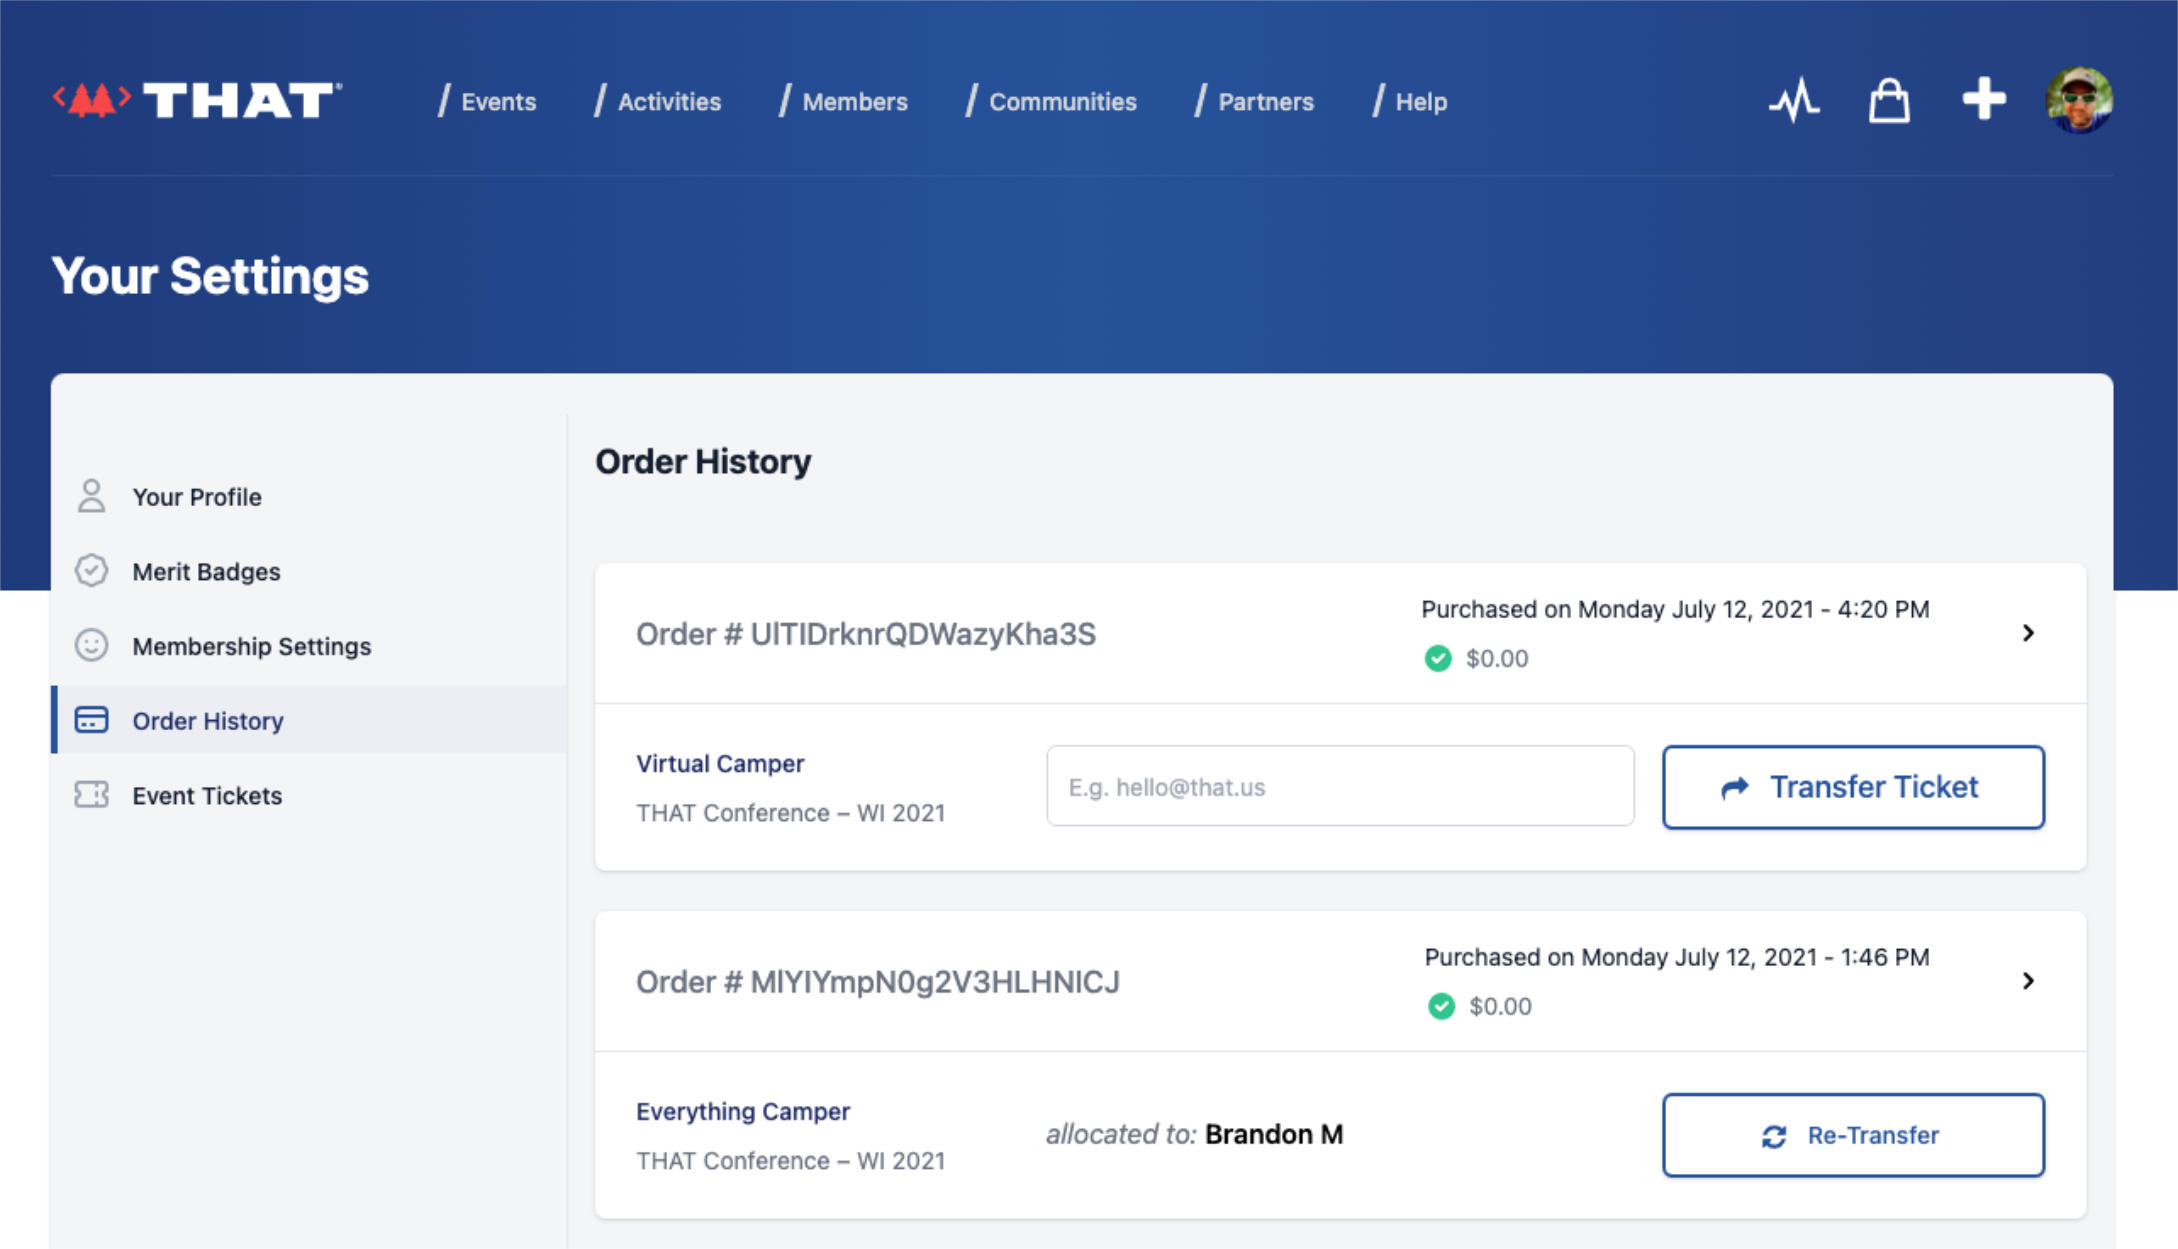 THAT®
/ Events / Activities / Members / Communities / Partners / Help
Your Settings
Your Profile
Merit Badges
Membership Settings
Order History
Event Tickets
Order History
Order # UlTIDrknrQDWazyKha3S
Purchased on Monday July 12, 2021 - 4:20 PM
$0.00
Virtual Camper
THAT Conference – WI 2021
E.g. hello@that.us
Transfer Ticket
Order # MlYIYmpN0g2V3HLHNICJ
Purchased on Monday July 12, 2021 - 1:46 PM
$0.00
Everything Camper
THAT Conference – WI 2021
allocated to: Brandon M
Re-Transfer